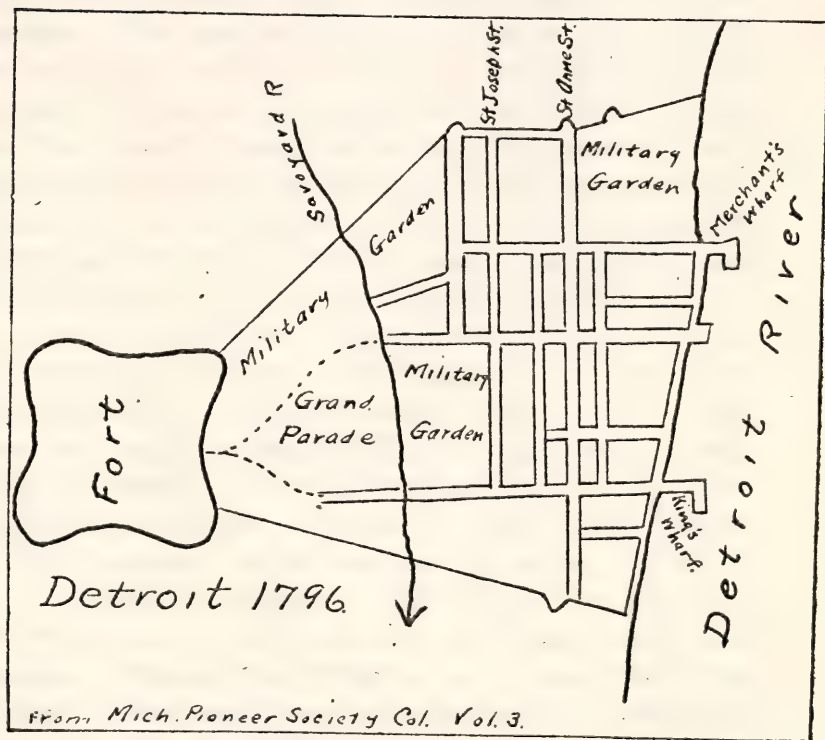 St Joseph St.
St Anne St.
Savoyard R
Military
Garden
Merchant's
Wharf
Garden
Military
Detroit River
Fort
Grand
Parade
Military
Garden
King's
Wharf.
Detroit 1796.
From Mich. Pioneer Society Col. Vol. 3.